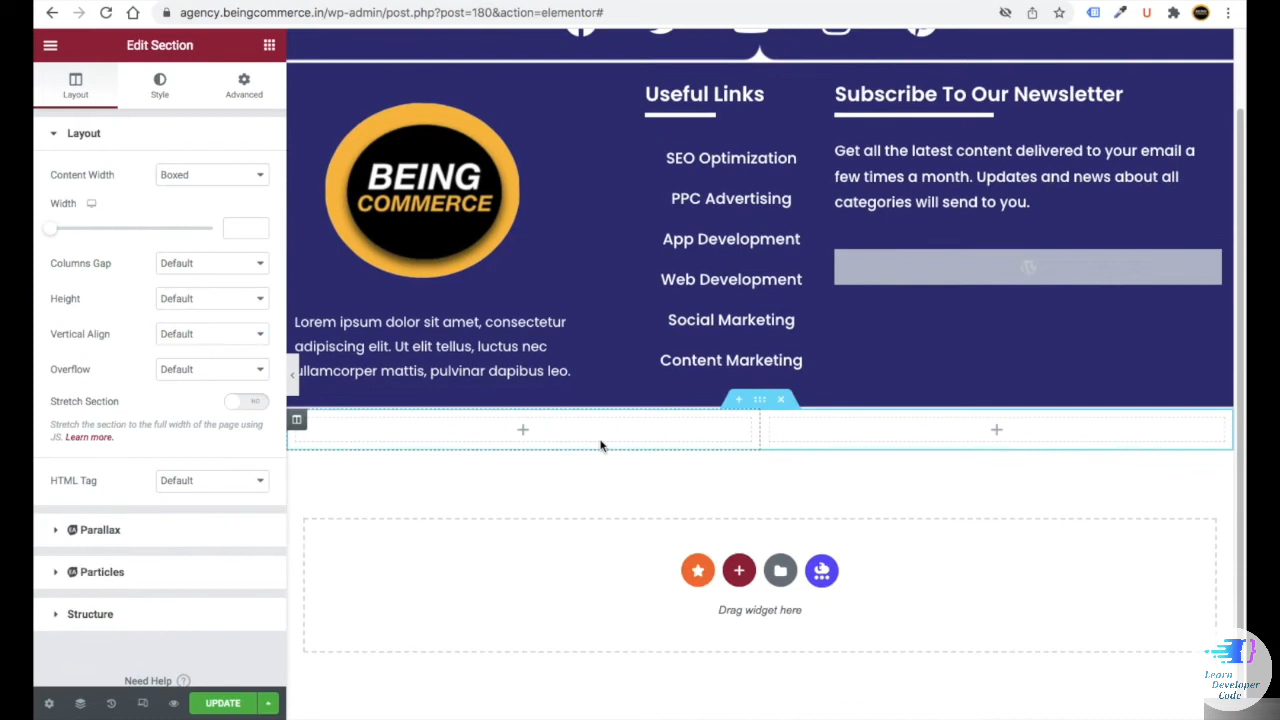 agency.beingcommerce.in/wp-admin/post.php?post=180&action=elementor#
Edit Section
Layout
Style
Advanced
Layout
Content Width
Boxed
Width
Columns Gap
Default
Height
Default
Vertical Align
Default
Overflow
Default
Stretch Section
NO
Stretch the section to the full width of the page using
JS. Learn more.
HTML Tag
Default
Parallax
Particles
Structure
Need Help
UPDATE
BEING
COMMERCE
Lorem ipsum dolor sit amet, consectetur
adipiscing elit. Ut elit tellus, luctus nec
ullamcorper mattis, pulvinar dapibus leo.
Useful Links
SEO Optimization
PPC Advertising
App Development
Web Development
Social Marketing
Content Marketing
Subscribe To Our Newsletter
Get all the latest content delivered to your email a
few times a month. Updates and news about all
categories will send to you.
Drag widget here
Learn
Developer
Code